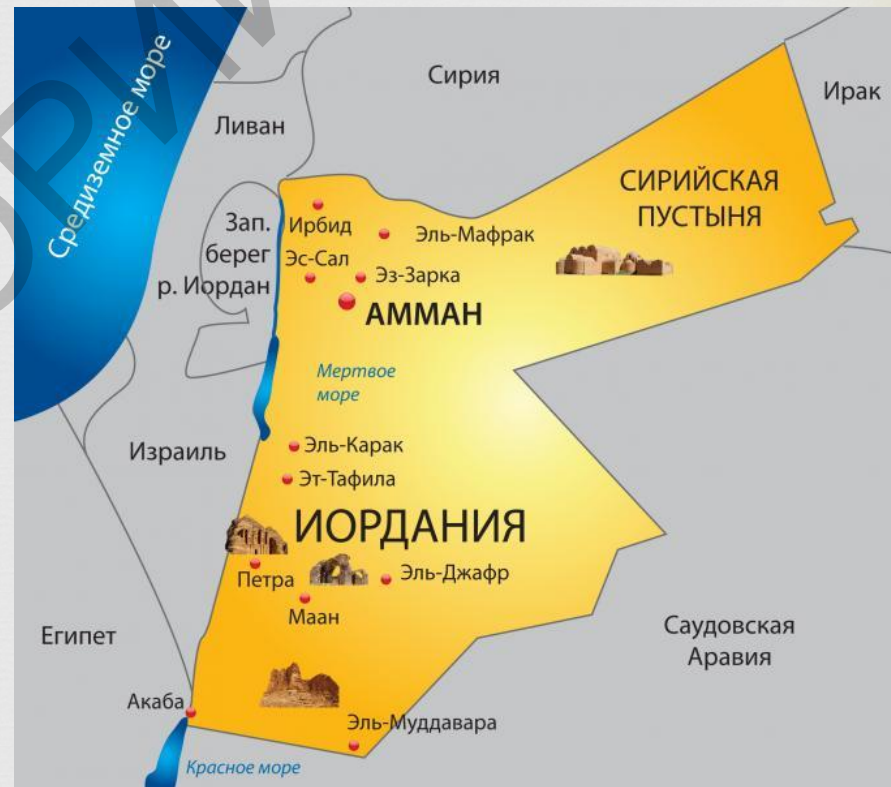 Средиземное море
Сирия
Ирак
Ливан
СИРИЙСКАЯ
ПУСТЫНЯ
Зап.
берег
р. Иордан
Ирбид
Эль-Мафрак
Эс-Сал
Эз-Зарка
АММАН
Мертвое
море
Израиль
Эль-Карак
Эт-Тафила
ИОРДАНИЯ
Петра
Эль-Джафр
Маан
Египет
Саудовская
Аравия
Акаба
Эль-Муддавара
Красное море